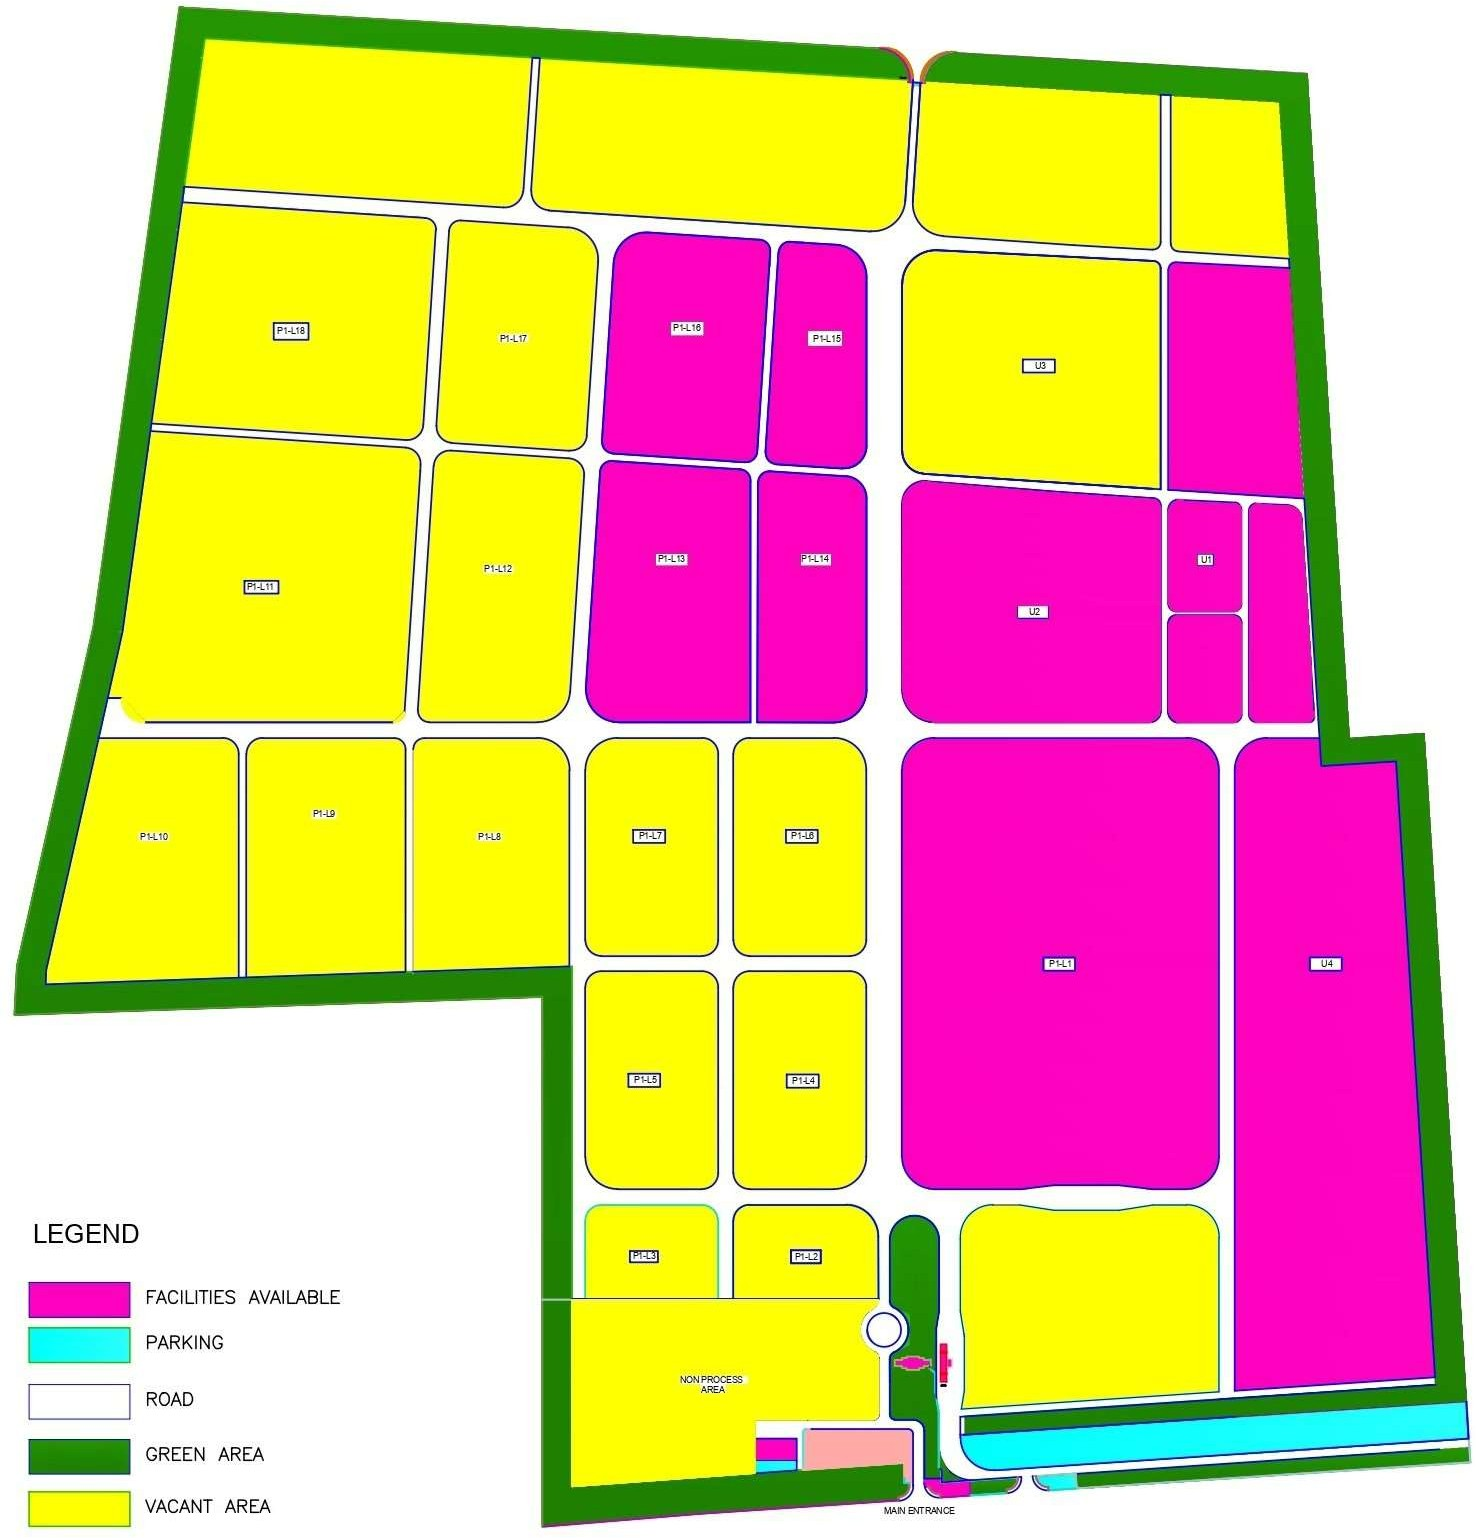 P1-L18
P1-L17
P1-L16
P1-L15
U3
P1-L11
P1-L12
P1-L13
P1-L14
U1
U2
P1-L10
P1-L9
P1-L8
P1-L7
P1-L6
P1-L1
U4
P1-L5
P1-L4
P1-L3
P1-L2
NON PROCESS
AREA
MAIN ENTRANCE
LEGEND
FACILITIES AVAILABLE
PARKING
ROAD
GREEN AREA
VACANT AREA